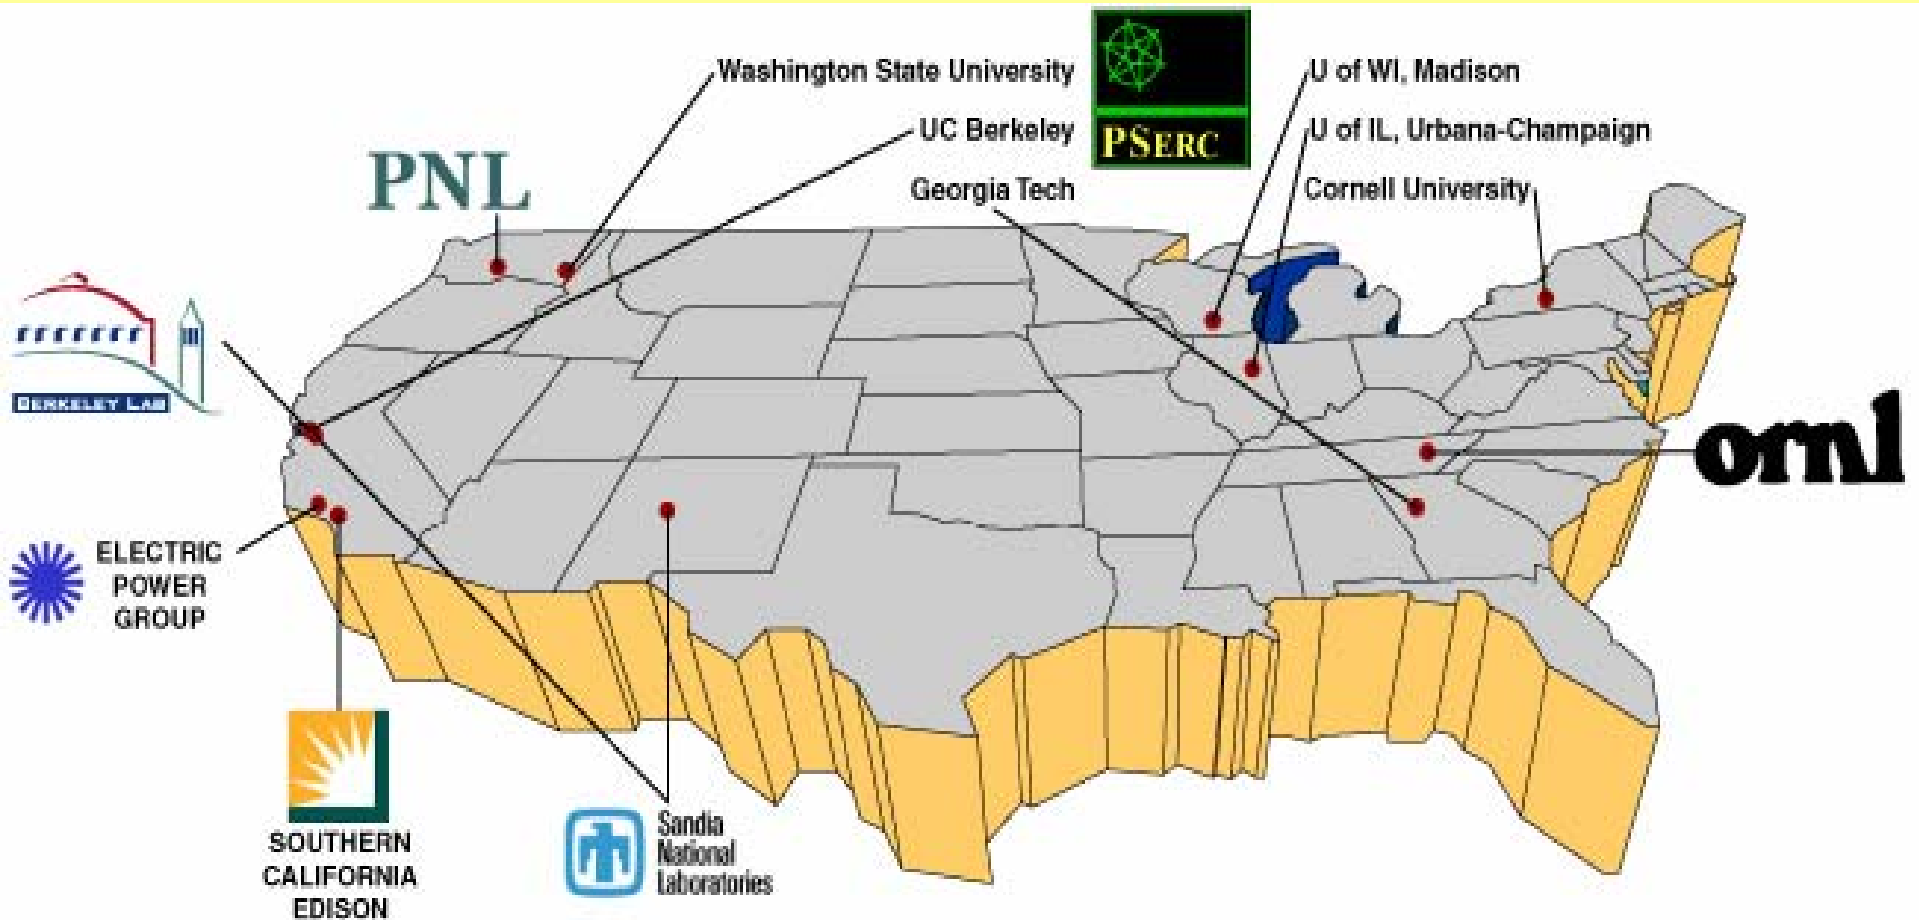 Washington State University
UC Berkeley
Georgia Tech
PSERC
U of WI, Madison
U of IL, Urbana-Champaign
Cornell University
PNL
BERKELEY LAB
ornl
ELECTRIC
POWER
GROUP
SOUTHERN
CALIFORNIA
EDISON
Sandia
National
Laboratories